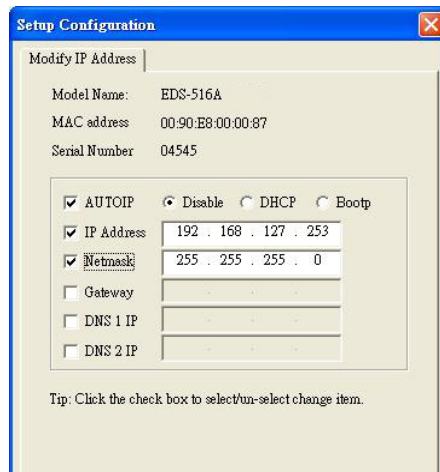 Setup Configuration
Modify IP Address
Model Name: EDS-516A
MAC address 00:90:E8:00:00:87
Serial Number 04545
AUTOIP Disable DHCP Bootp
IP Address 192 . 168 . 127 . 253
Netmask 255 . 255 . 255 . 0
Gateway . . .
DNS 1 IP . . .
DNS 2 IP . . .
Tip: Click the check box to select/un-select change item.